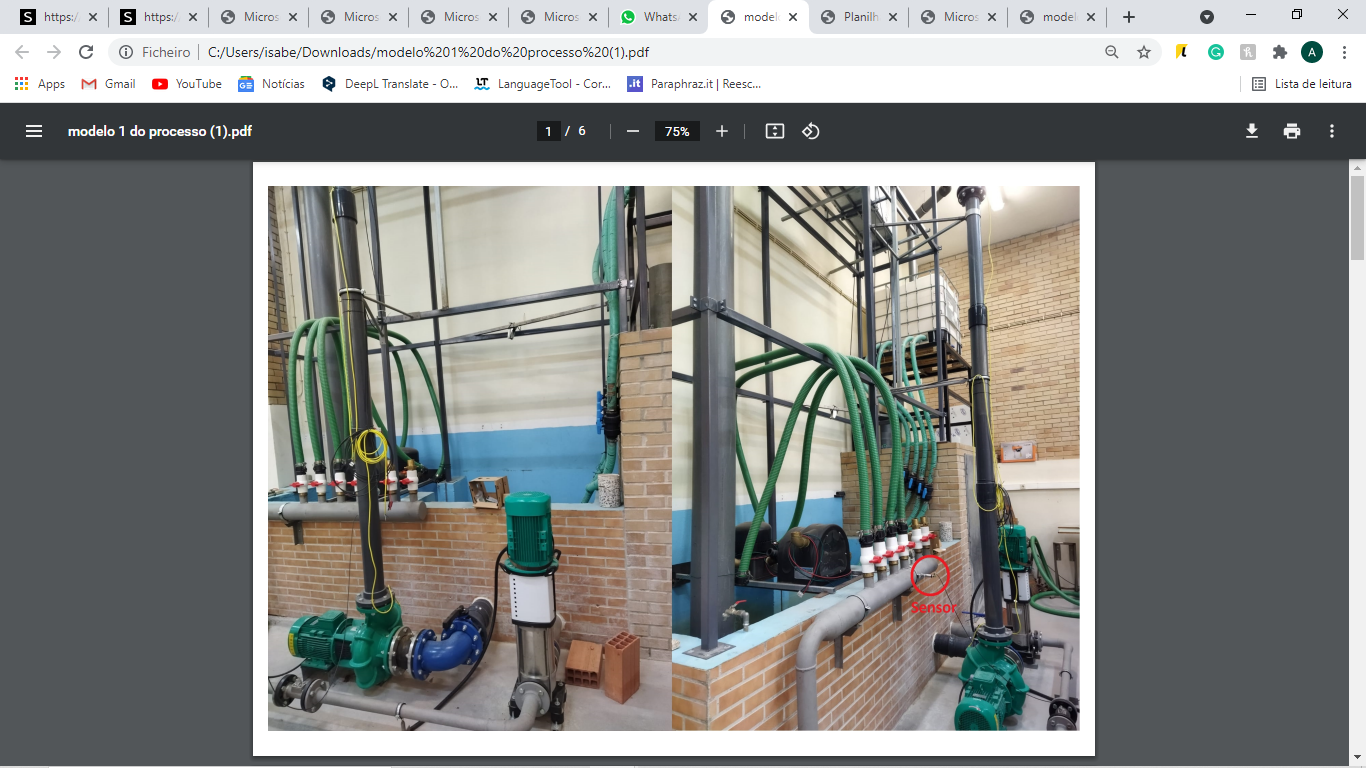 https:/
https:/
Micros
Micros
Micros
Micros
WhatsA
model
Planilh
Micros
model
Ficheiro
C:/Users/isabe/Downloads/modelo%201%20do%20processo%20(1).pdf
A
Apps
Gmail
YouTube
Notícias
DeepL Translate - O...
LanguageTool - Cor...
Paraphraz.it | Reesc...
Lista de leitura
modelo 1 do processo (1).pdf
1 / 6
75%
Sensor